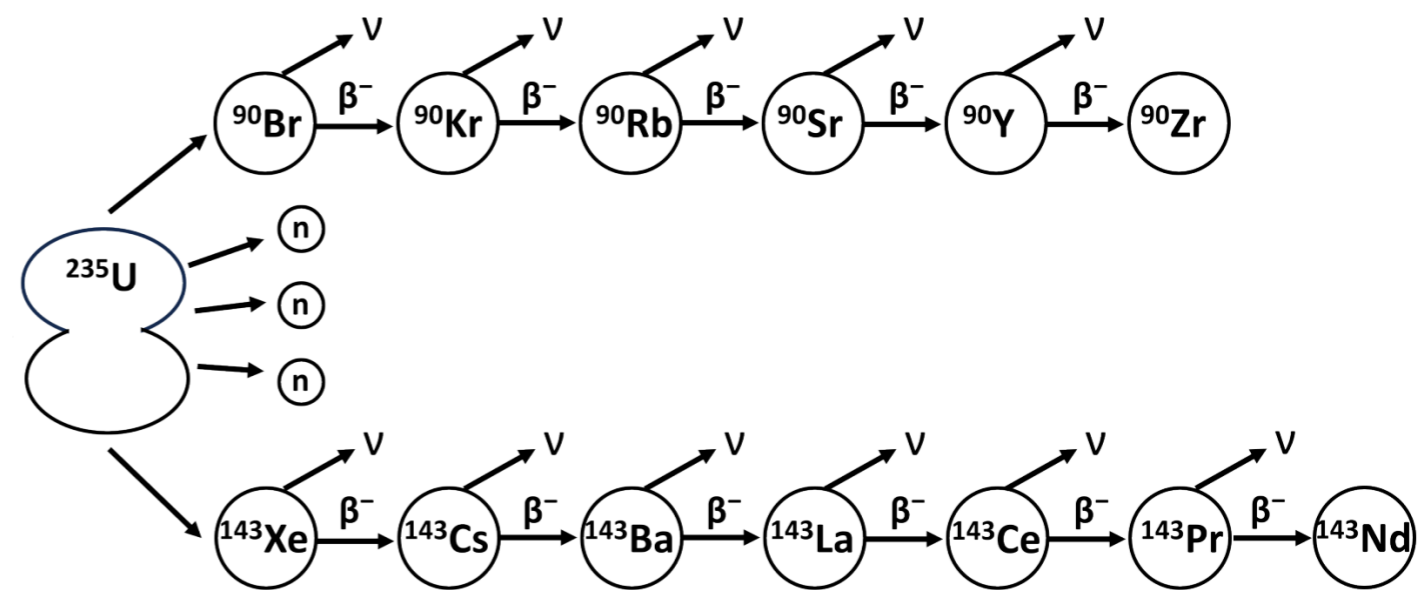 ν ν ν ν ν
β⁻ β⁻ β⁻ β⁻ β⁻
⁹⁰Br ⁹⁰Kr ⁹⁰Rb ⁹⁰Sr ⁹⁰Y ⁹⁰Zr
n
²³⁵U
n
n
ν ν ν ν ν ν
β⁻ β⁻ β⁻ β⁻ β⁻ β⁻
¹⁴³Xe ¹⁴³Cs ¹⁴³Ba ¹⁴³La ¹⁴³Ce ¹⁴³Pr ¹⁴³Nd